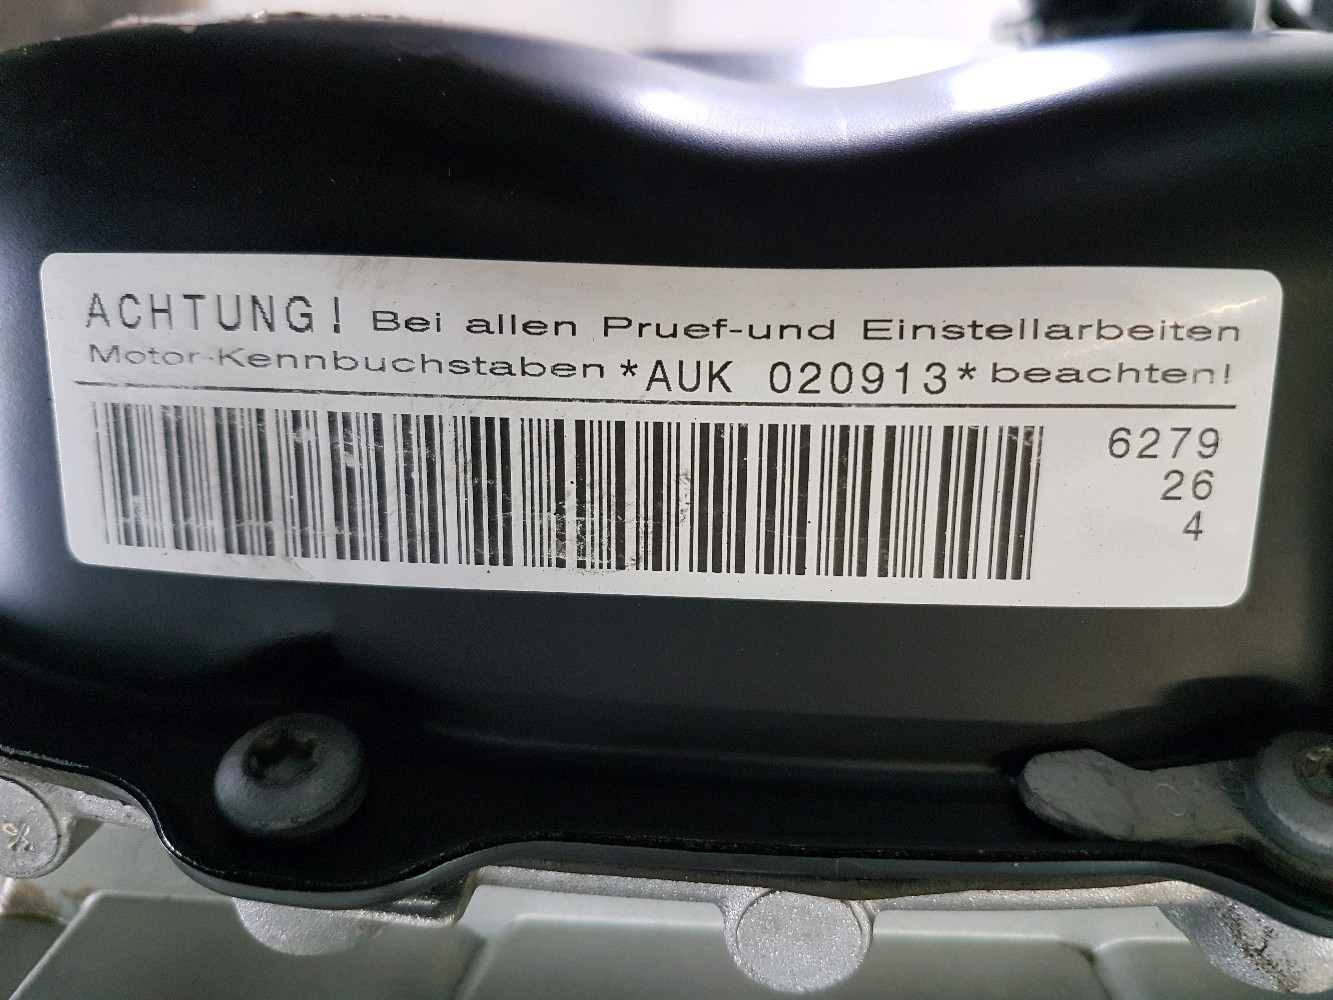 ACHTUNG! Bei allen Pruef-und Einstellarbeiten
Motor-Kennbuchstaben *AUK 020913* beachten!
6279
26
4